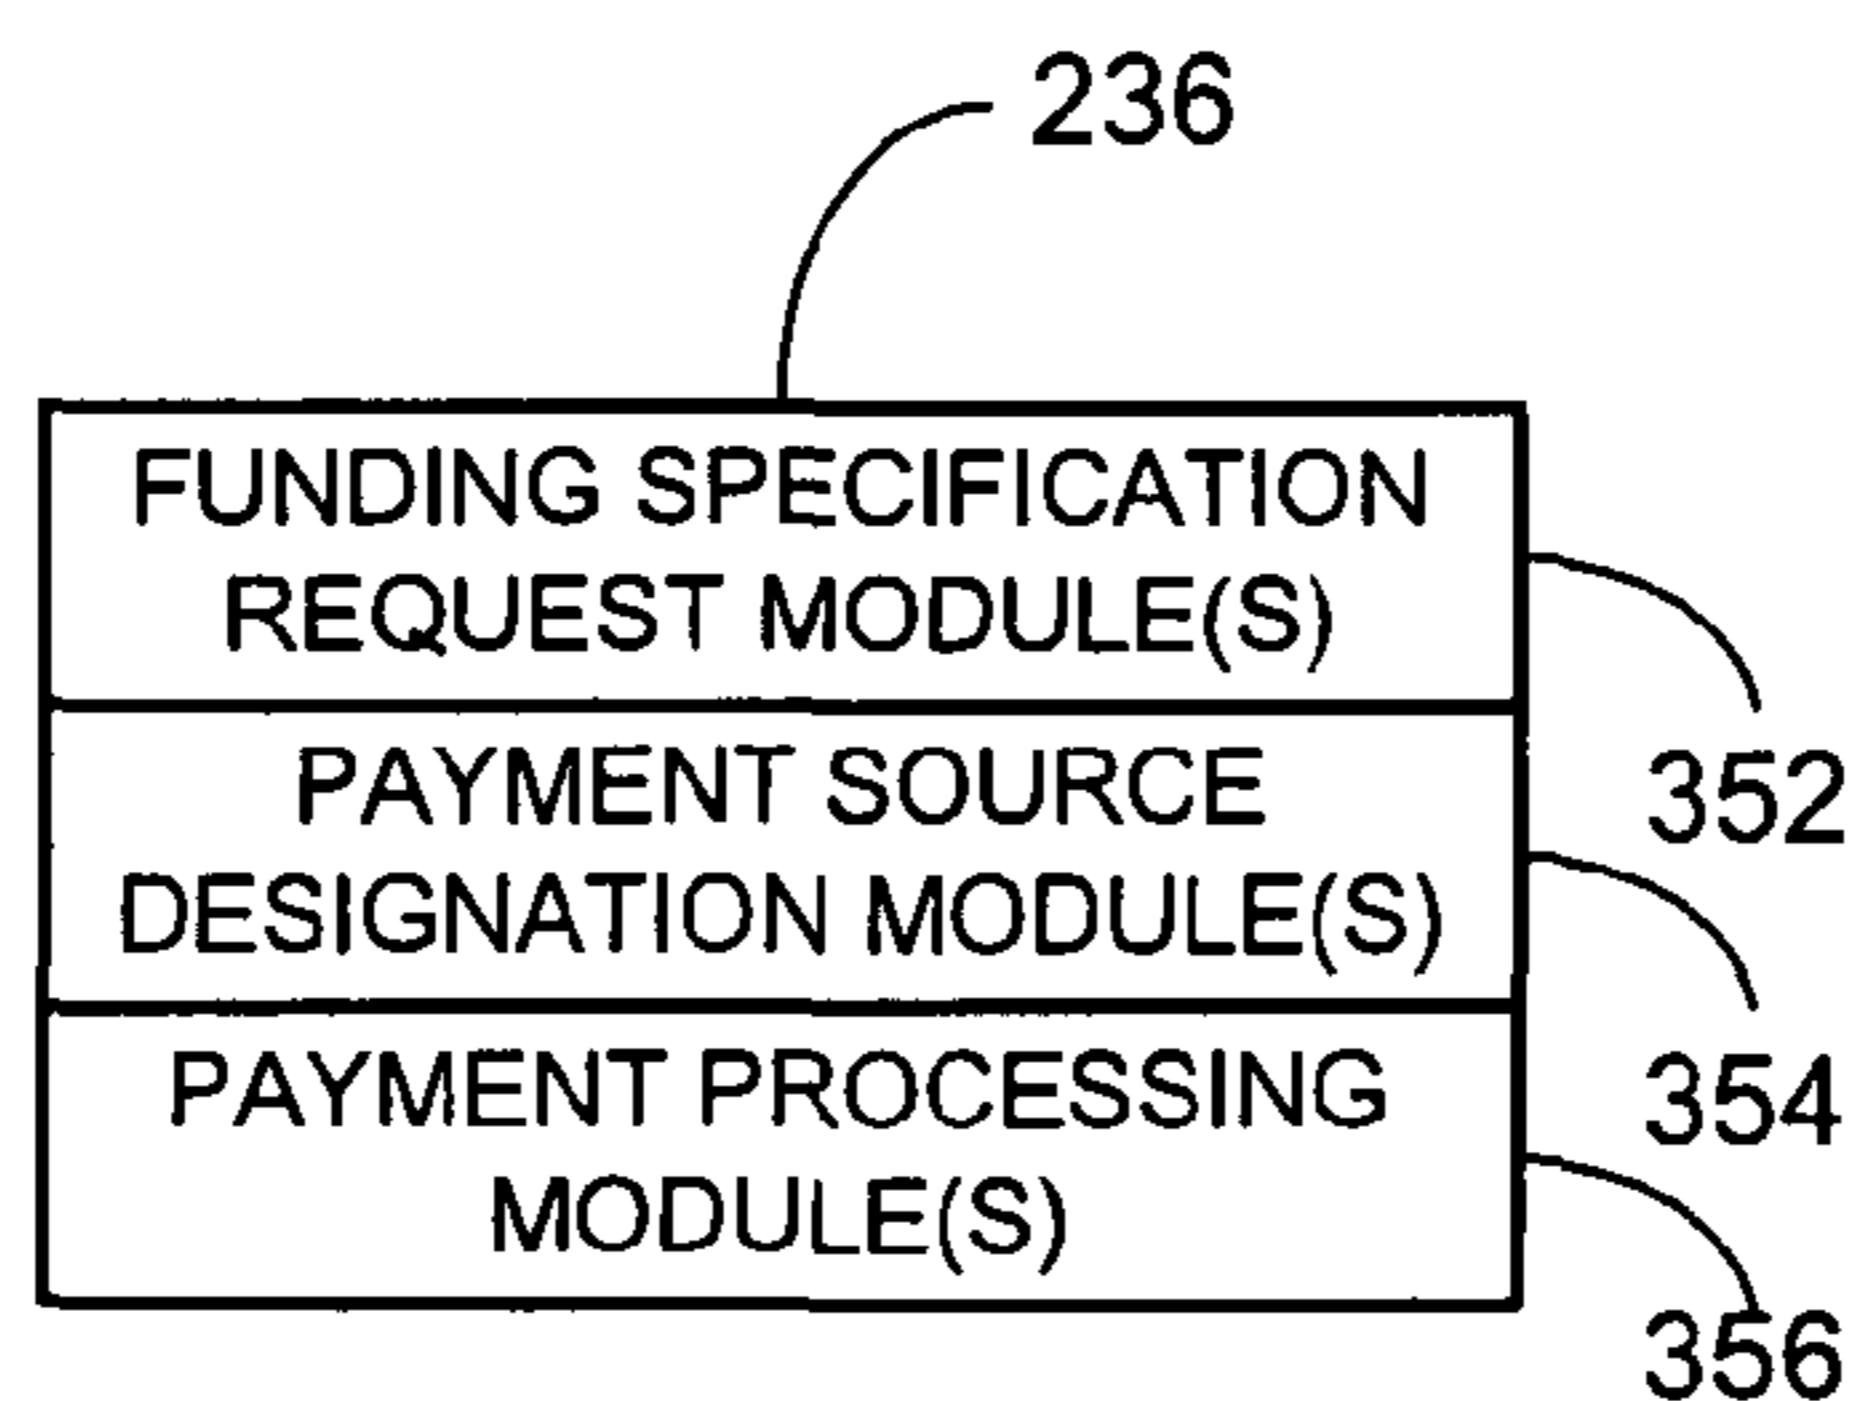 236
FUNDING SPECIFICATION
REQUEST MODULE(S)
352
PAYMENT SOURCE
DESIGNATION MODULE(S)
354
PAYMENT PROCESSING
MODULE(S)
356